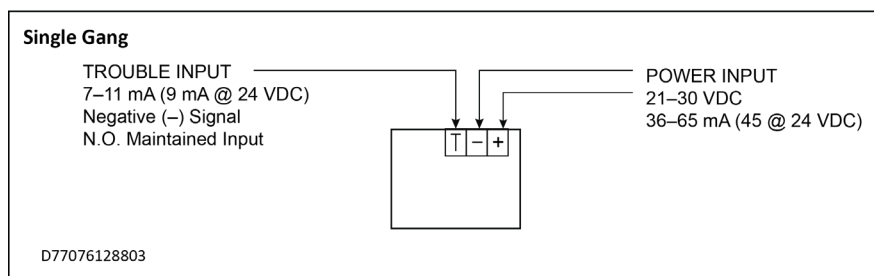 Single Gang
TROUBLE INPUT
7–11 mA (9 mA @ 24 VDC)
Negative (–) Signal
N.O. Maintained Input
POWER INPUT
21–30 VDC
36–65 mA (45 @ 24 VDC)
T – +
D77076128803